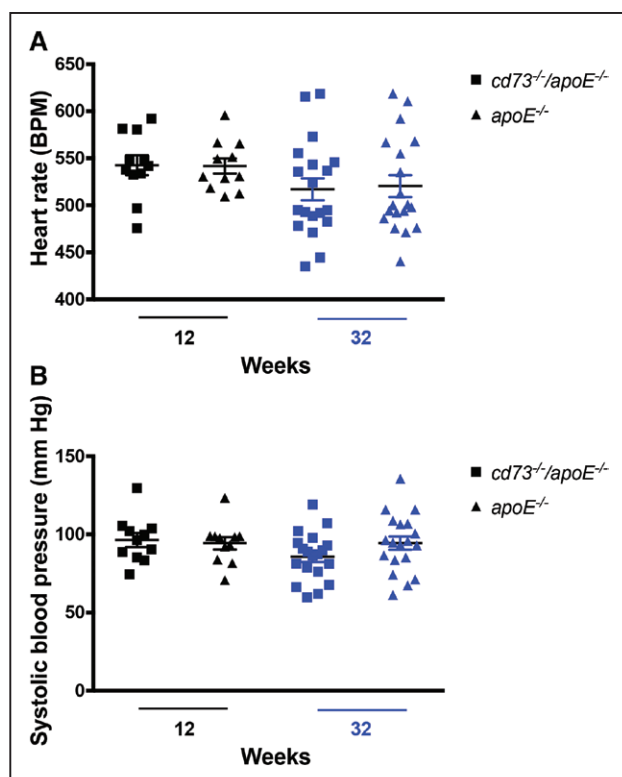 A
Heart rate (BPM)
650
600
550
500
450
400
12
32
Weeks
cd73-/-/apoE-/-
apoE-/-
B
Systolic blood pressure (mm Hg)
150
100
50
0
12
32
Weeks
cd73-/-/apoE-/-
apoE-/-